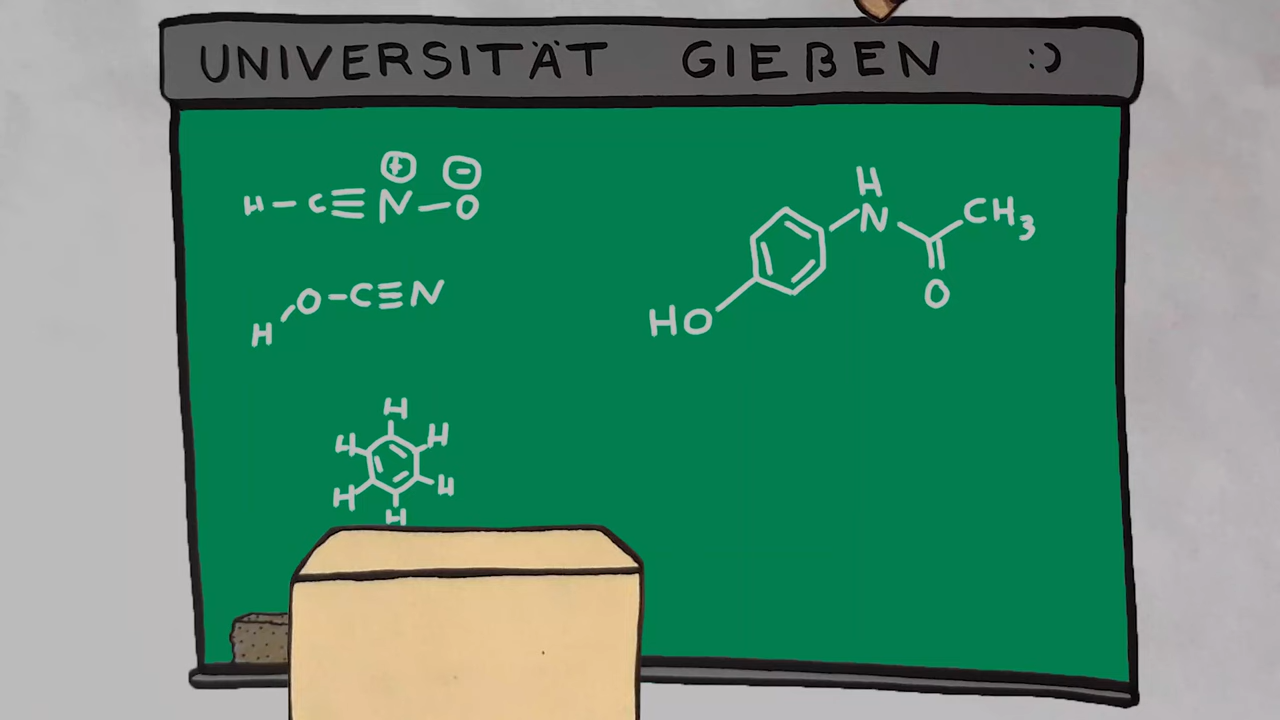 UNIVERSITÄT GIEßEN :)
H–C≡N–O
+ -
H–O–C≡N
H
H H
H H
H
H
N
CH3
O
HO